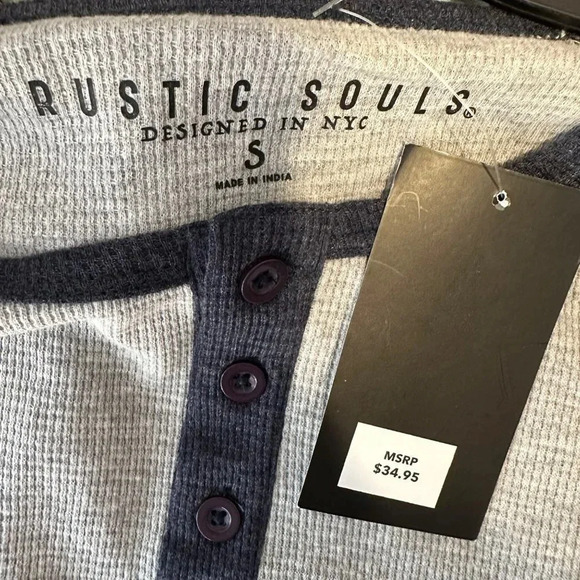 RUSTIC SOULS®
DESIGNED IN NYC
S
MADE IN INDIA
MSRP
$34.95